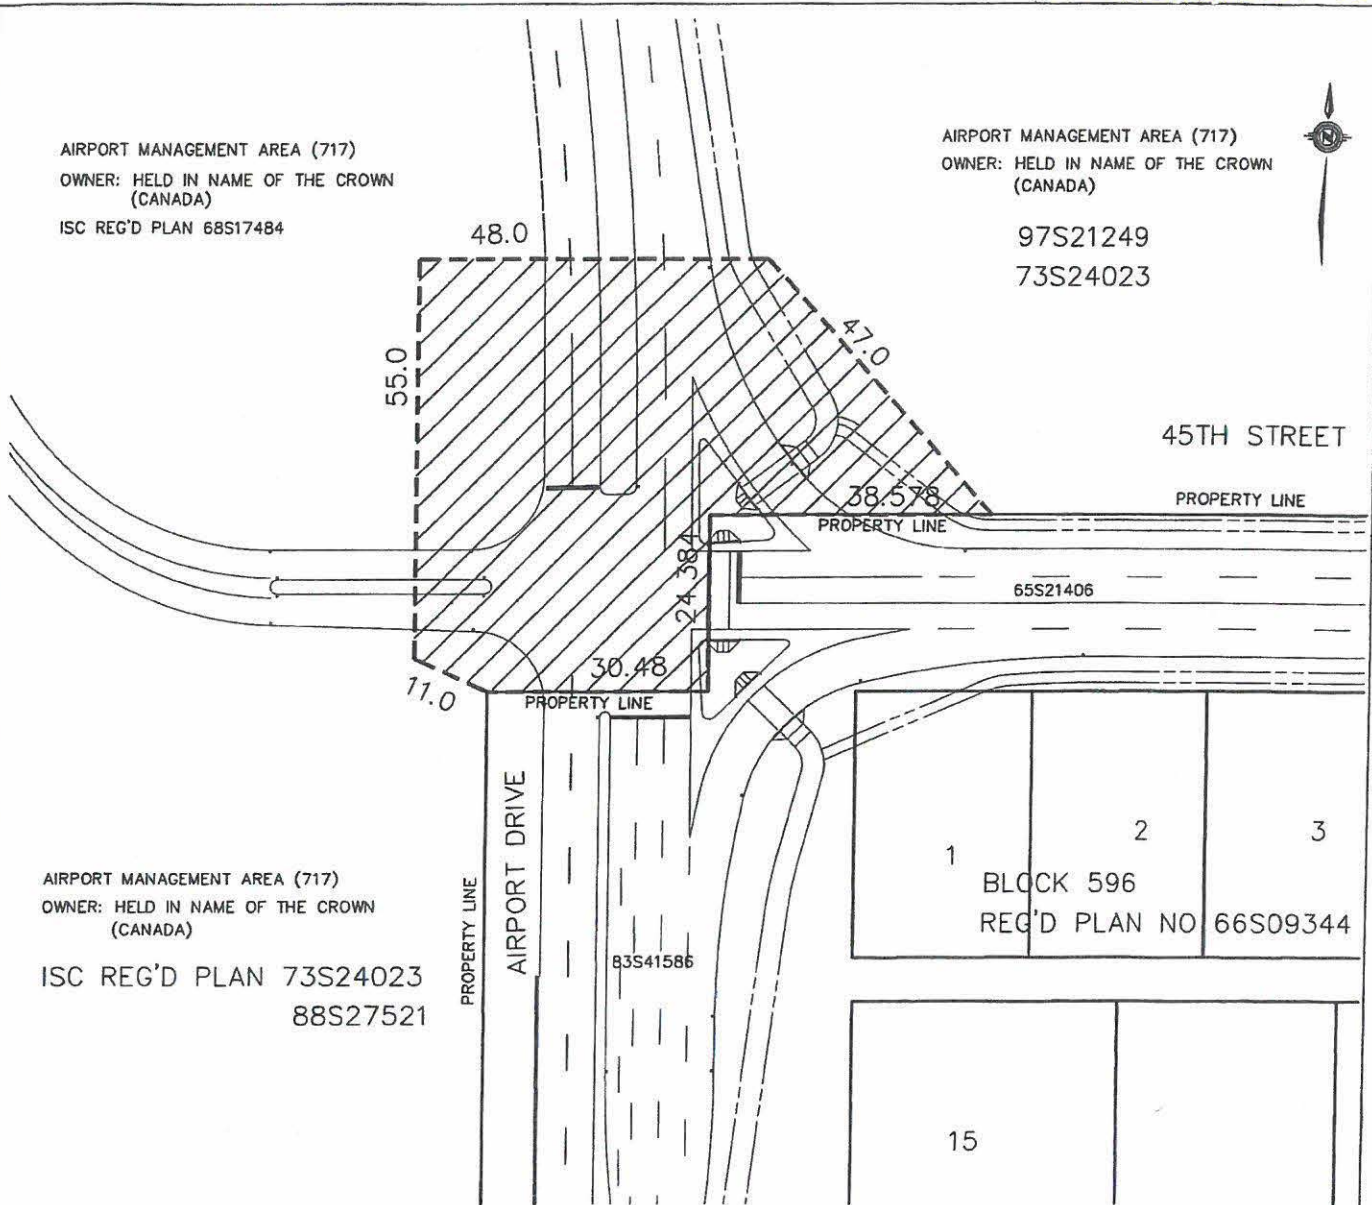 AIRPORT MANAGEMENT AREA (717)
OWNER: HELD IN NAME OF THE CROWN
(CANADA)
ISC REG'D PLAN 68S17484
AIRPORT MANAGEMENT AREA (717)
OWNER: HELD IN NAME OF THE CROWN
(CANADA)
97S21249
73S24023
N
48.0
47.0
55.0
45TH STREET
38.578
PROPERTY LINE
PROPERTY LINE
24.384
65S21406
30.48
11.0
PROPERTY LINE
AIRPORT DRIVE
PROPERTY LINE
1
2
3
BLOCK 596
REG'D PLAN NO 66S09344
AIRPORT MANAGEMENT AREA (717)
OWNER: HELD IN NAME OF THE CROWN
(CANADA)
ISC REG'D PLAN 73S24023
88S27521
83S41586
15